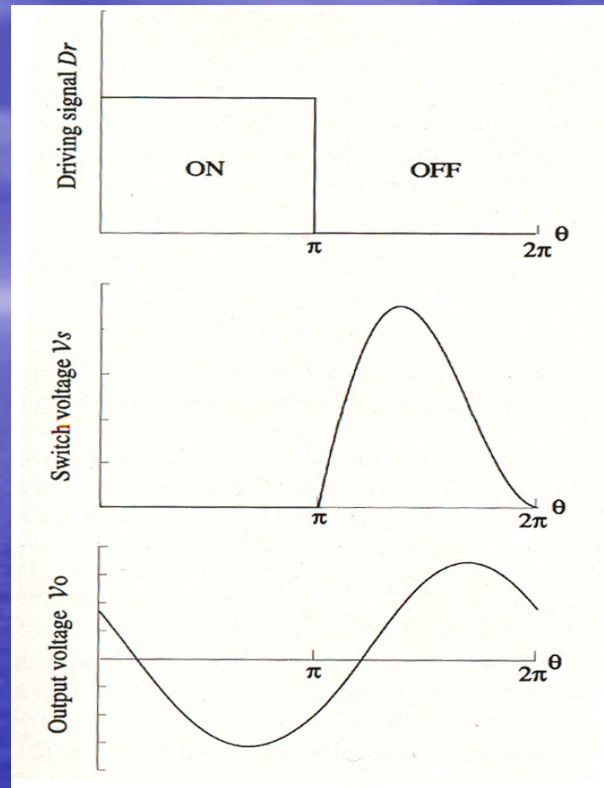 Driving signal Dr
ON
OFF
π
2π
θ
Switch voltage Vs
π
2π
θ
Output voltage Vo
π
2π
θ